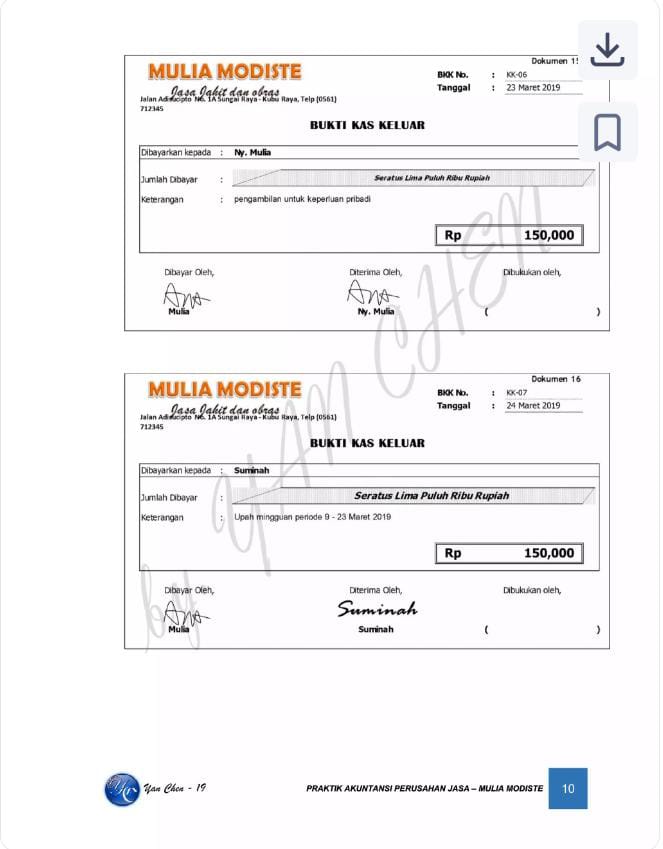 Dokumen 15
MULIA MODISTE
Jasa Jahit dan obras
Jalan Adisucipto No. 1A Sungai Raya - Kubu Raya, Telp (0561)
712345
BKK No. : KK-06
Tanggal : 23 Maret 2019
BUKTI KAS KELUAR
Dibayarkan kepada : Ny. Mulia
Jumlah Dibayar : Seratus Lima Puluh Ribu Rupiah
Keterangan : pengambilan untuk keperluan pribadi
Rp 150,000
Dibayar Oleh, Diterima Oleh, Dibukukan oleh,
Ana Ana
Mulia Ny. Mulia ( )
Dokumen 16
MULIA MODISTE
Jasa Jahit dan obras
Jalan Adisucipto No. 1A Sungai Raya - Kubu Raya, Telp (0561)
712345
BKK No. : KK-07
Tanggal : 24 Maret 2019
BUKTI KAS KELUAR
Dibayarkan kepada : Suminah
Jumlah Dibayar : Seratus Lima Puluh Ribu Rupiah
Keterangan : Upah mingguan periode 9 - 23 Maret 2019
Rp 150,000
Dibayar Oleh, Diterima Oleh, Dibukukan oleh,
Ana Suminah
Mulia Suminah ( )
by YAN CHEN
Yan Chen - 19
PRAKTIK AKUNTANSI PERUSAHAN JASA – MULIA MODISTE 10